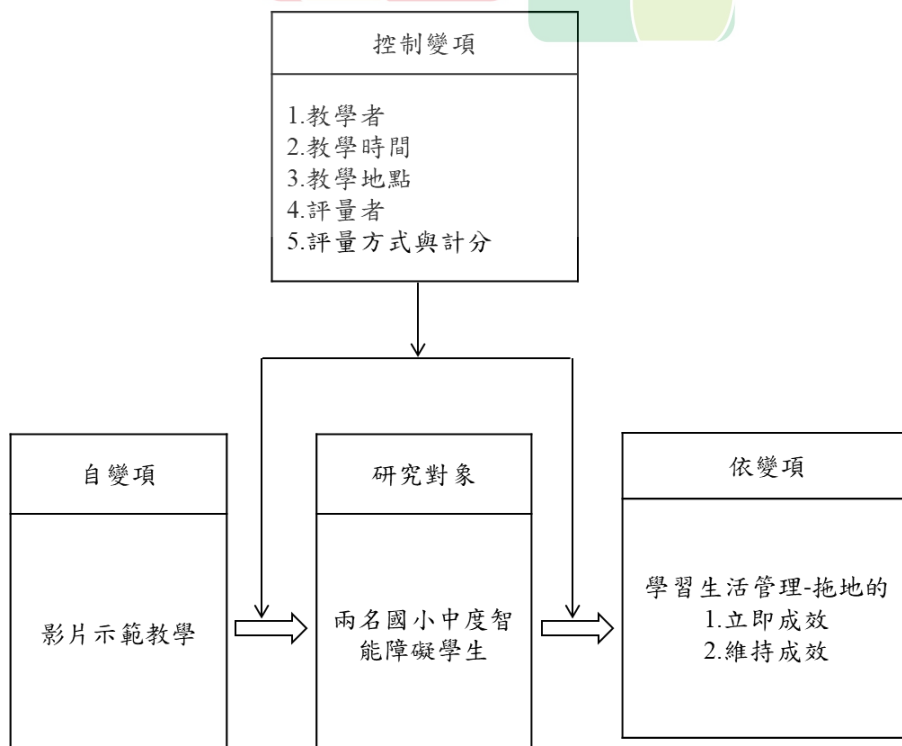 控制變項
1.教學者
2.教學時間
3.教學地點
4.評量者
5.評量方式與計分
自變項
影片示範教學
研究對象
兩名國小中度智
能障礙學生
依變項
學習生活管理-拖地的
1.立即成效
2.維持成效